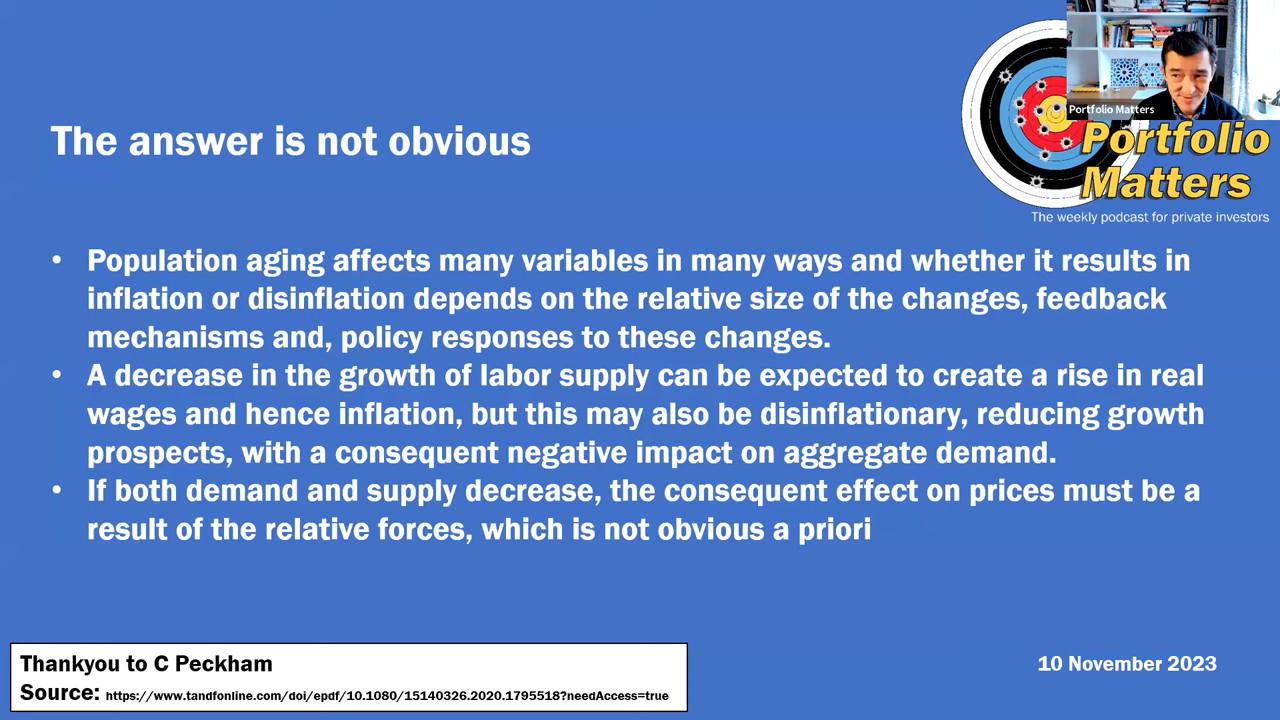 The answer is not obvious
Portfolio Matters
Portfolio
Matters
The weekly podcast for private investors
• Population aging affects many variables in many ways and whether it results in
inflation or disinflation depends on the relative size of the changes, feedback
mechanisms and, policy responses to these changes.
• A decrease in the growth of labor supply can be expected to create a rise in real
wages and hence inflation, but this may also be disinflationary, reducing growth
prospects, with a consequent negative impact on aggregate demand.
• If both demand and supply decrease, the consequent effect on prices must be a
result of the relative forces, which is not obvious a priori
Thankyou to C Peckham
Source: https://www.tandfonline.com/doi/epdf/10.1080/15140326.2020.1795518?needAccess=true
10 November 2023